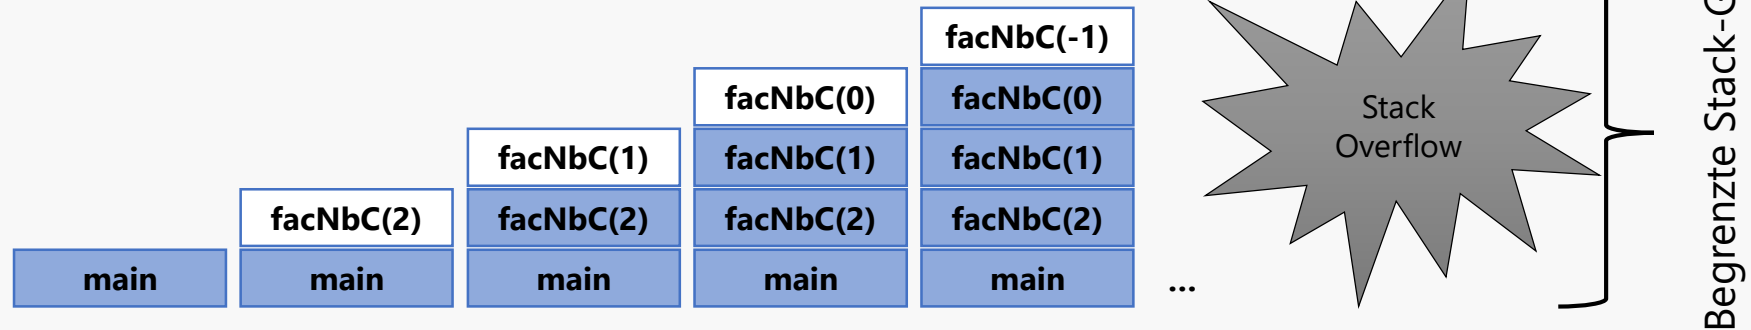 facNbC(-1)
facNbC(0) facNbC(0)
facNbC(1) facNbC(1) facNbC(1)
facNbC(2) facNbC(2) facNbC(2) facNbC(2)
main main main main main ...
Stack
Overflow
Begrenzte Stack-G